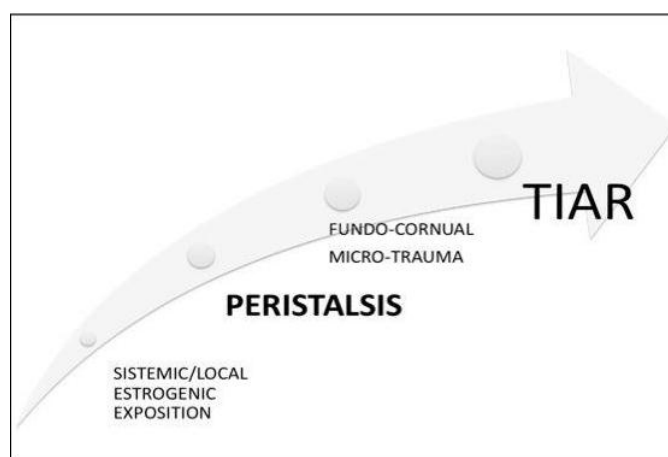 TIAR
FUNDO-CORNUAL
MICRO-TRAUMA
PERISTALSIS
SISTEMIC/LOCAL
ESTROGENIC
EXPOSITION